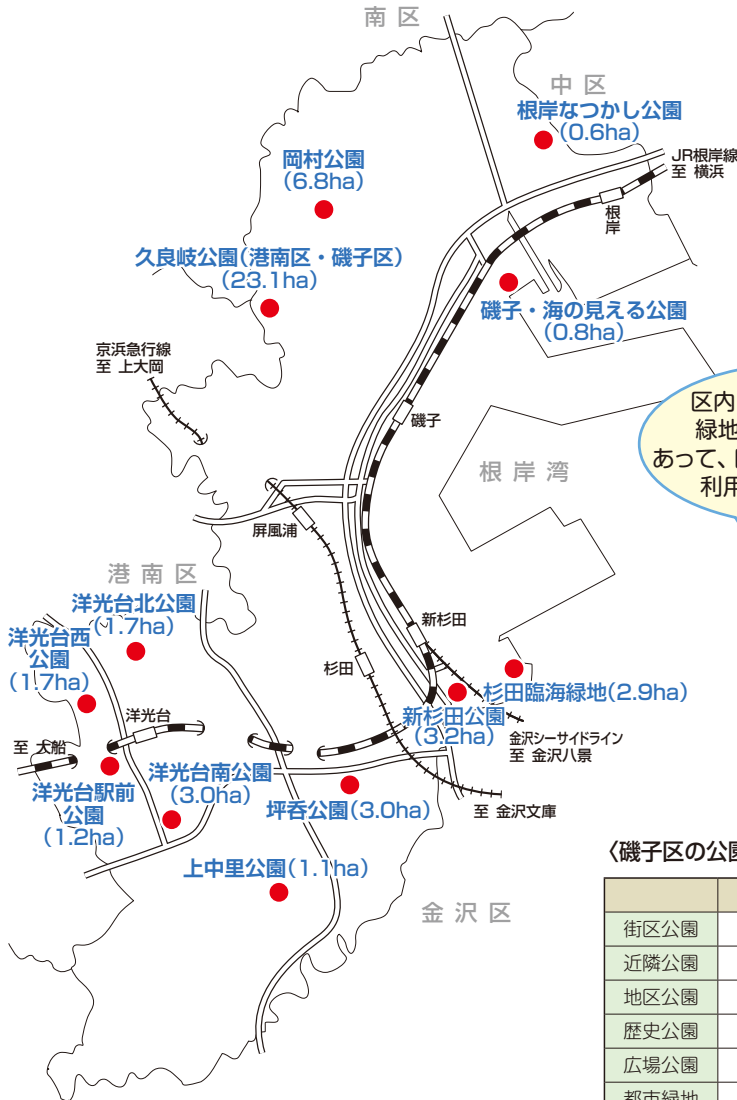 南区
中区
根岸なつかし公園
(0.6ha)
JR根岸線
至 横浜
岡村公園
(6.8ha)
根岸
久良岐公園(港南区・磯子区)
(23.1ha)
磯子・海の見える公園
(0.8ha)
京浜急行線
至 上大岡
区内
緑地
あって、
利用
磯子
根岸湾
屏風浦
港南区
洋光台北公園
(1.7ha)
洋光台西
公園
(1.7ha)
新杉田
杉田
杉田臨海緑地(2.9ha)
新杉田公園
(3.2ha)
洋光台
金沢シーサイドライン
至 金沢八景
至 大船
洋光台駅前
公園
(1.2ha)
洋光台南公園
(3.0ha)
坪呑公園(3.0ha)
至 金沢文庫
上中里公園(1.1ha)
金沢区
〈磯子区の公園
街区公園
近隣公園
地区公園
歴史公園
広場公園
都市緑地